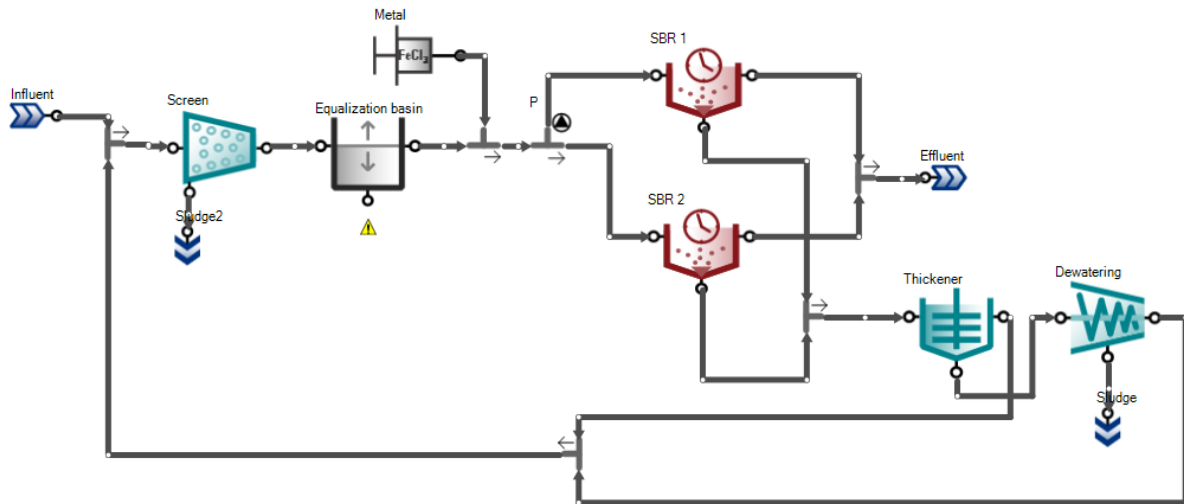 Metal
FeCl3
SBR 1
Influent
Screen
Equalization basin
P
Effluent
SBR 2
Sludge2
Thickener
Dewatering
Sludge